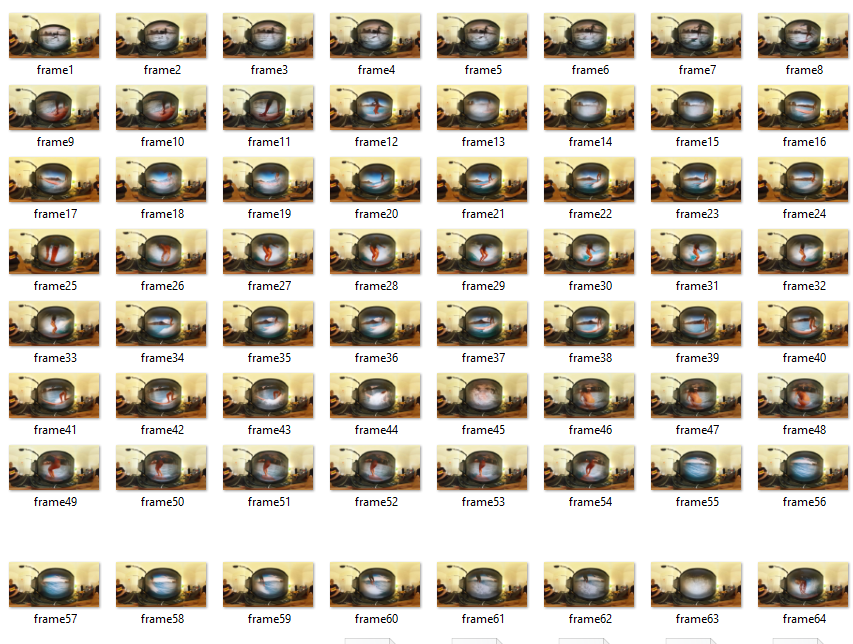 frame1 frame2 frame3 frame4 frame5 frame6 frame7 frame8
frame9 frame10 frame11 frame12 frame13 frame14 frame15 frame16
frame17 frame18 frame19 frame20 frame21 frame22 frame23 frame24
frame25 frame26 frame27 frame28 frame29 frame30 frame31 frame32
frame33 frame34 frame35 frame36 frame37 frame38 frame39 frame40
frame41 frame42 frame43 frame44 frame45 frame46 frame47 frame48
frame49 frame50 frame51 frame52 frame53 frame54 frame55 frame56
frame57 frame58 frame59 frame60 frame61 frame62 frame63 frame64